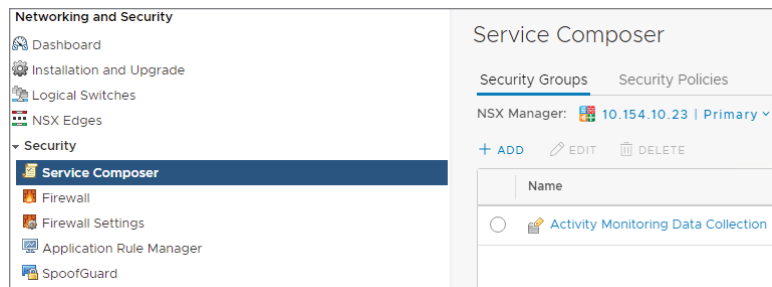 Networking and Security
Dashboard
Installation and Upgrade
Logical Switches
NSX Edges
Security
Service Composer
Firewall
Firewall Settings
Application Rule Manager
SpoofGuard
Service Composer
Security Groups Security Policies
NSX Manager: 10.154.10.23 | Primary
+ ADD EDIT DELETE
Name
Activity Monitoring Data Collection